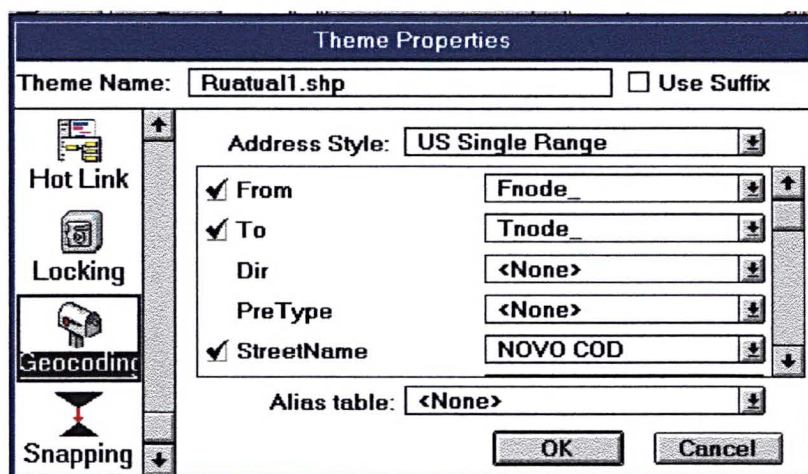 Theme Properties
Theme Name: Ruatual1.shp Use Suffix
Hot Link
Locking
Geocoding
Snapping
Address Style: US Single Range
From Fnode_
To Tnode_
Dir <None>
PreType <None>
StreetName NOVO COD
Alias table: <None>
OK Cancel